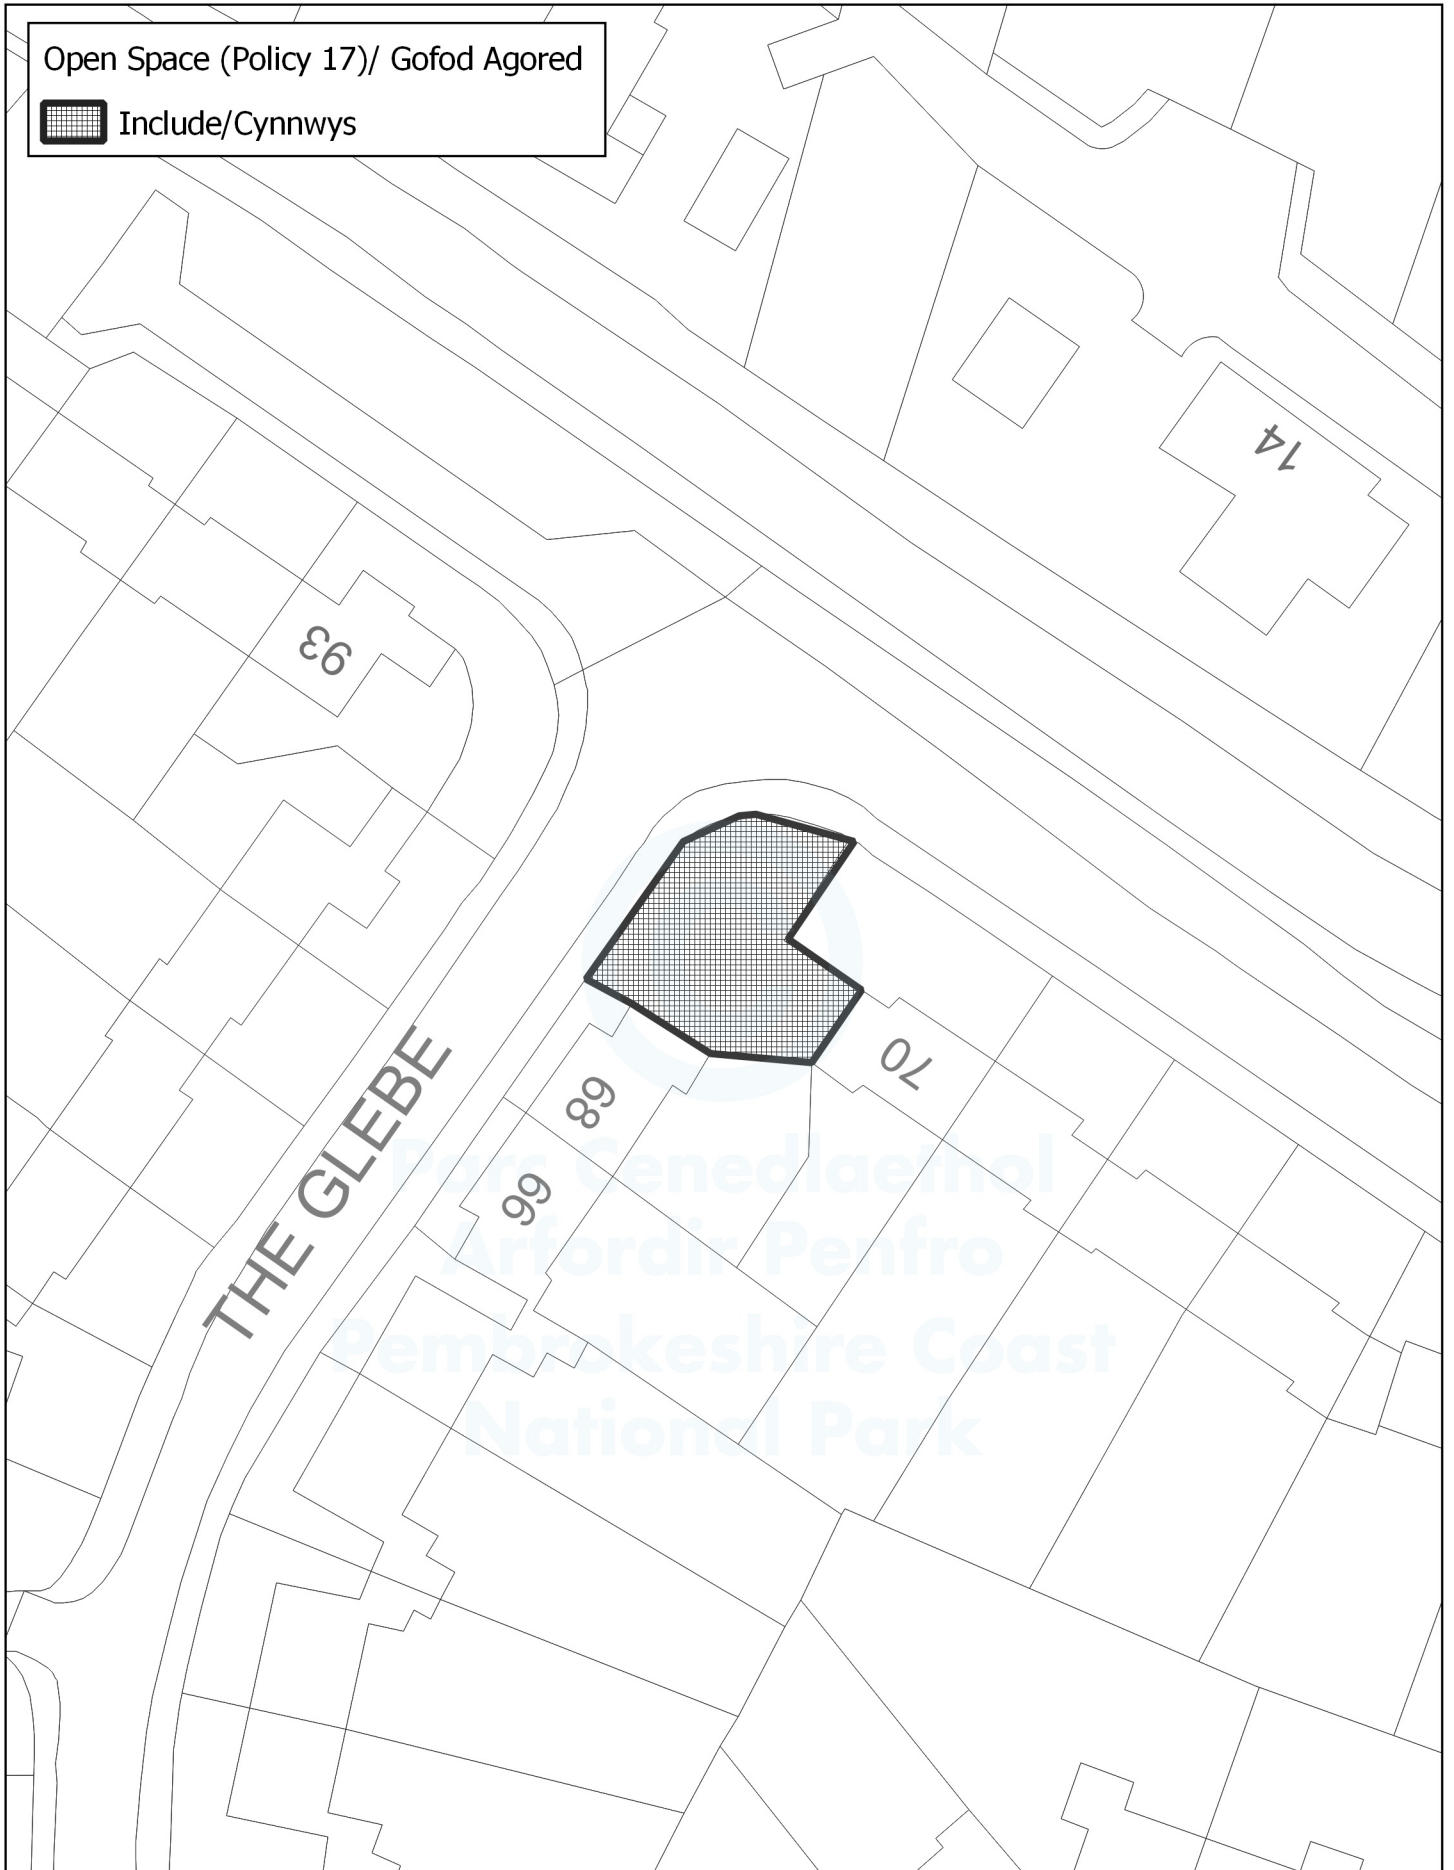 Open Space (Policy 17)/ Gofod Agored
Include/Cynnwys
14
93
70
68
66
THE GLEBE
©
Parc Cenedlaethol
Arfordir Penfro
Pembrokeshire Coast
National Park